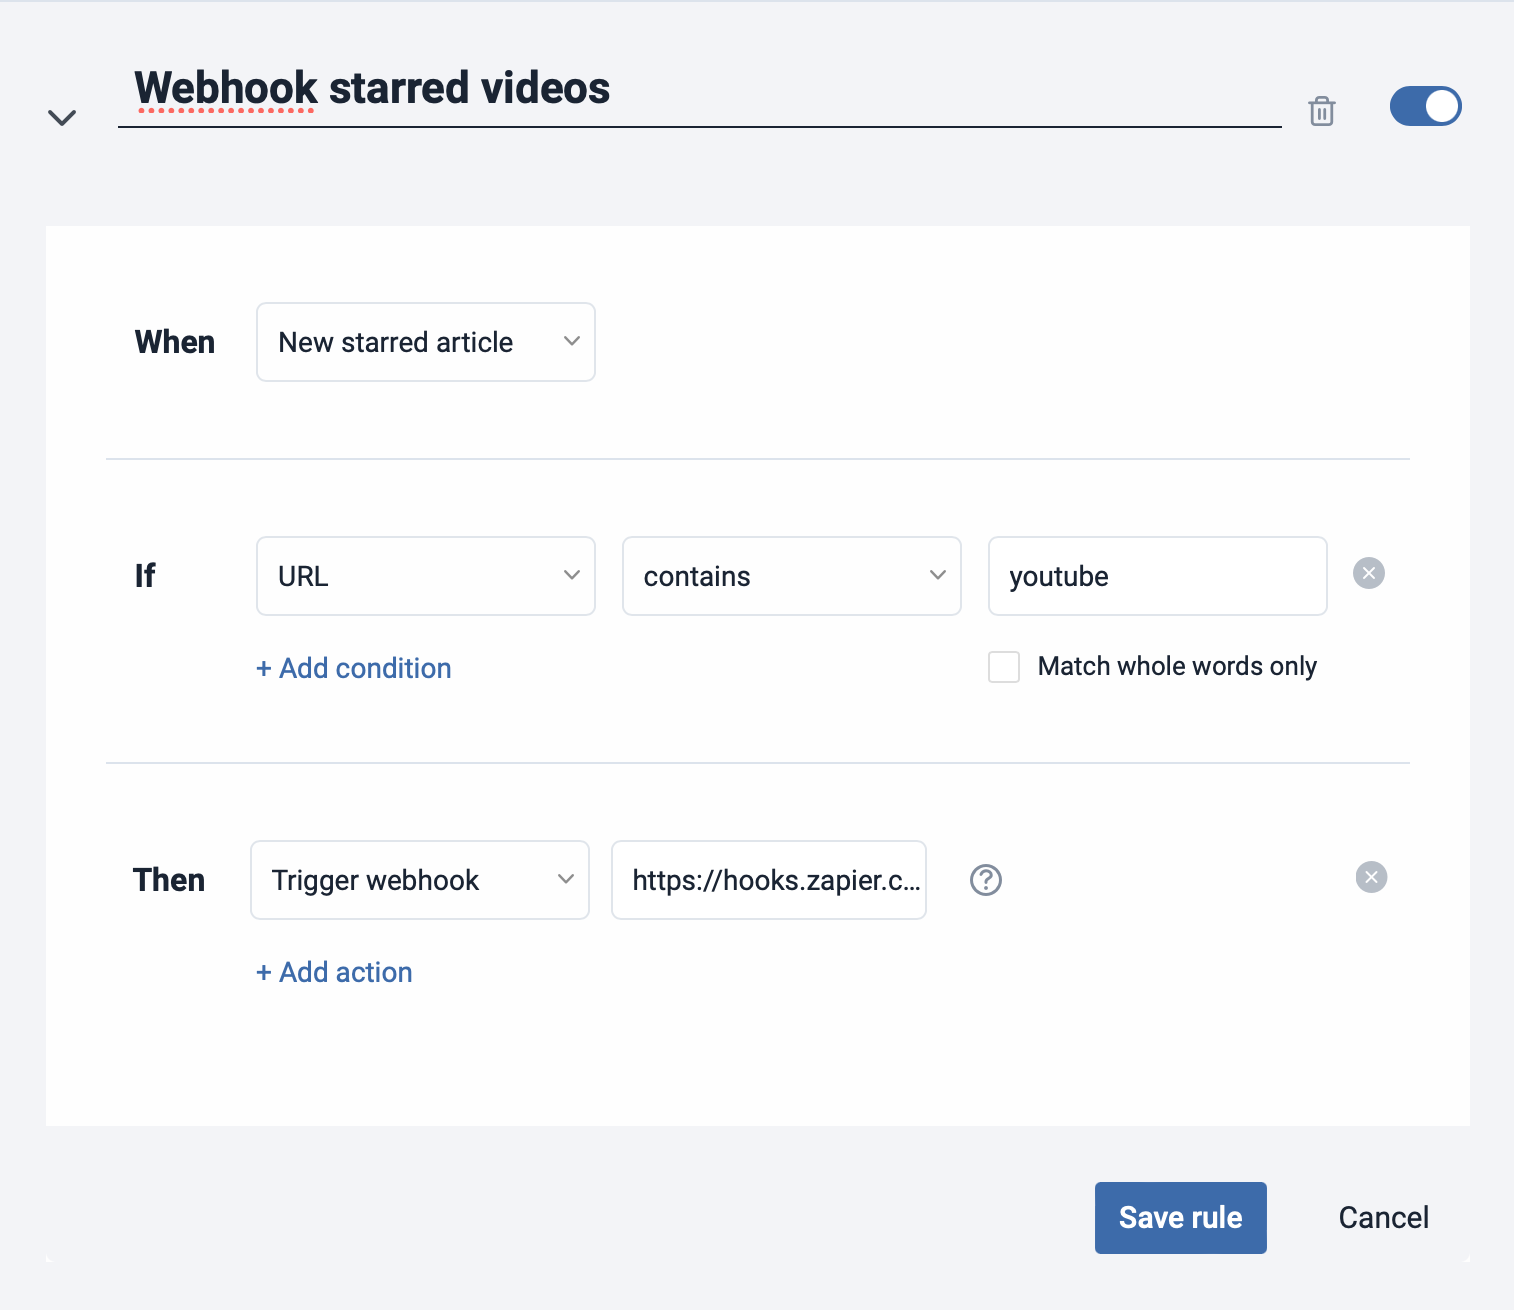 Webhook starred videos
When New starred article
If URL contains youtube
+ Add condition Match whole words only
Then Trigger webhook https://hooks.zapier.c...
+ Add action
Save rule Cancel